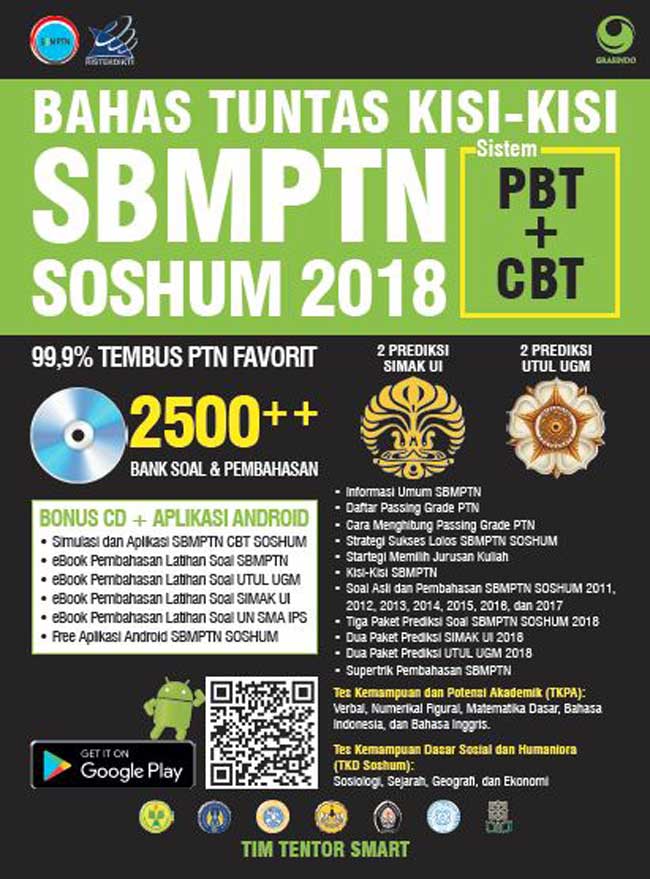 SBMPTN
RISTEKDIKTI
GRASINDO
BAHAS TUNTAS KISI-KISI
SBMPTN
SOSHUM 2018
Sistem
PBT
+
CBT
99,9% TEMBUS PTN FAVORIT
2500++
BANK SOAL & PEMBAHASAN
2 PREDIKSI
SIMAK UI
2 PREDIKSI
UTUL UGM
BONUS CD + APLIKASI ANDROID
• Simulasi dan Aplikasi SBMPTN CBT SOSHUM
• eBook Pembahasan Latihan Soal SBMPTN
• eBook Pembahasan Latihan Soal UTUL UGM
• eBook Pembahasan Latihan Soal SIMAK UI
• eBook Pembahasan Latihan Soal UN SMA IPS
• Free Aplikasi Android SBMPTN SOSHUM
- Informasi Umum SBMPTN
- Daftar Passing Grade PTN
- Cara Menghitung Passing Grade PTN
- Strategi Sukses Lolos SBMPTN SOSHUM
- Startegi Memilih Jurusan Kuliah
- Kisi-Kisi SBMPTN
- Soal Asli dan Pembahasan SBMPTN SOSHUM 2011,
2012, 2013, 2014, 2015, 2016, dan 2017
- Tiga Paket Prediksi Soal SBMPTN SOSHUM 2018
- Dua Paket Prediksi SIMAK UI 2018
- Dua Paket Prediksi UTUL UGM 2018
- Supertrik Pembahasan SBMPTN
Tes Kemampuan dan Potensi Akademik (TKPA):
Verbal, Numerikal Figural, Matematika Dasar, Bahasa
Indonesia, dan Bahasa Inggris.
Tes Kemampuan Dasar Sosial dan Humaniora
(TKD Soshum):
Sosiologi, Sejarah, Geografi, dan Ekonomi
GET IT ON
Google Play
TIM TENTOR SMART